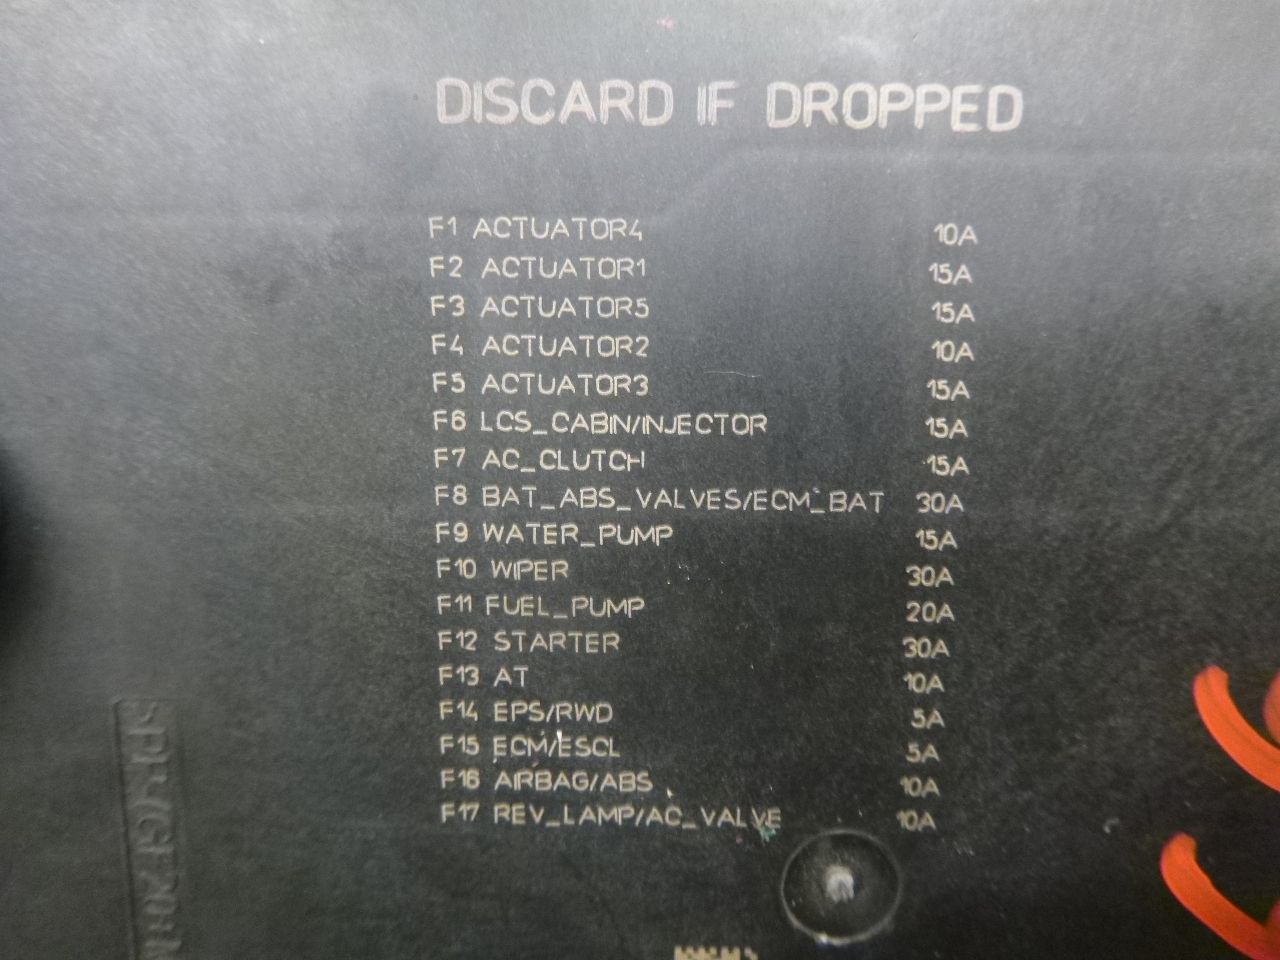 DISCARD IF DROPPED
F1 ACTUATOR4 10A
F2 ACTUATOR1 15A
F3 ACTUATOR5 15A
F4 ACTUATOR2 10A
F5 ACTUATOR3 15A
F6 LCS_CABIN/INJECTOR 15A
F7 AC_CLUTCH 15A
F8 BAT_ABS_VALVES/ECM_BAT 30A
F9 WATER_PUMP 15A
F10 WIPER 30A
F11 FUEL_PUMP 20A
F12 STARTER 30A
F13 AT 10A
F14 EPS/RWD 5A
F15 ECM/ESCL 5A
F16 AIRBAG/ABS 10A
F17 REV_LAMP/AC_VALVE 10A